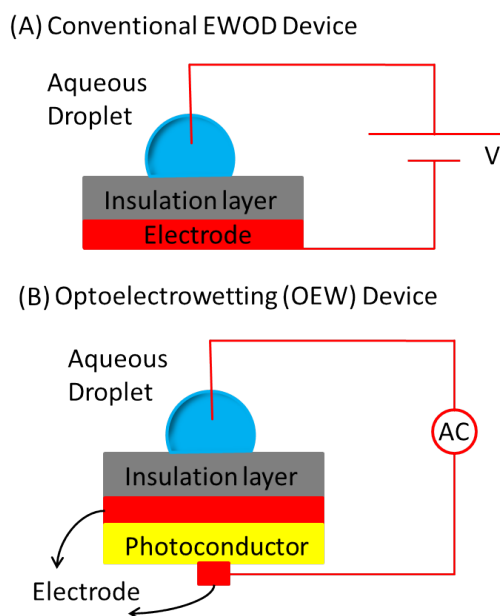 (A) Conventional EWOD Device
Aqueous
Droplet
V
Insulation layer
Electrode
(B) Optoelectrowetting (OEW) Device
Aqueous
Droplet
AC
Insulation layer
Photoconductor
Electrode